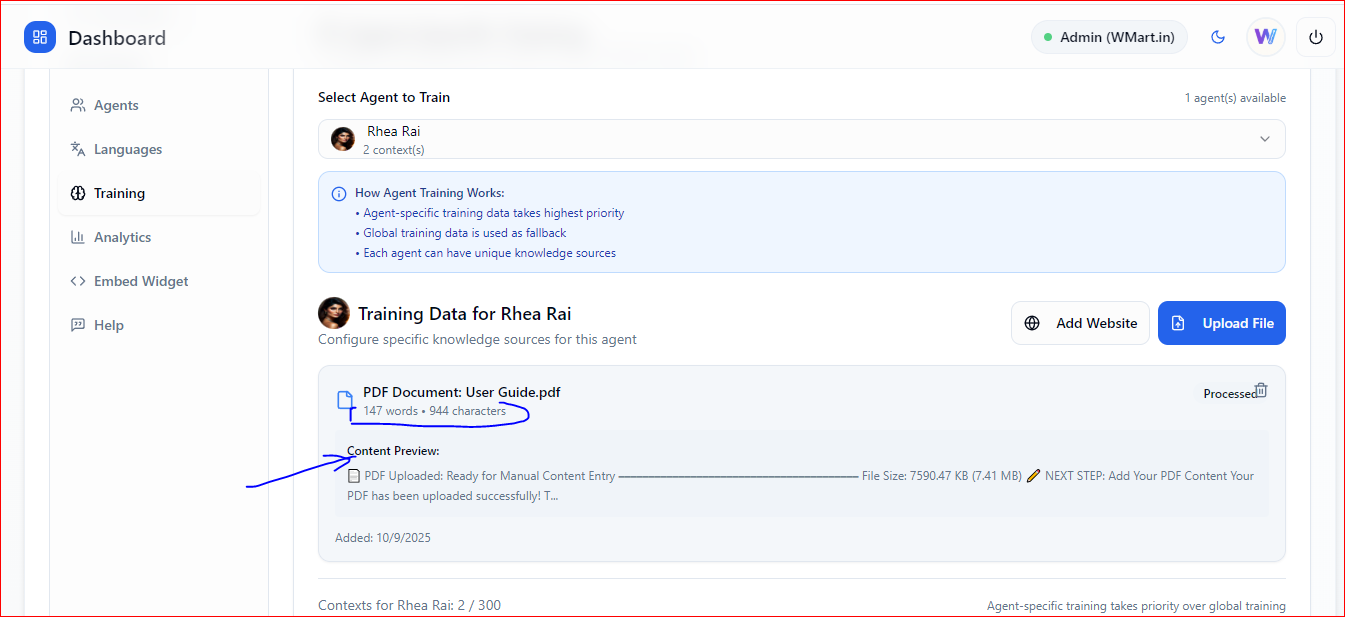 Dashboard
Admin (WMart.in)
Agents
Languages
Training
Analytics
Embed Widget
Help
Select Agent to Train
1 agent(s) available
Rhea Rai
2 context(s)
How Agent Training Works:
• Agent-specific training data takes highest priority
• Global training data is used as fallback
• Each agent can have unique knowledge sources
Training Data for Rhea Rai
Configure specific knowledge sources for this agent
Add Website
Upload File
PDF Document: User Guide.pdf
147 words • 944 characters
Processed
Content Preview:
PDF Uploaded: Ready for Manual Content Entry ━━━━━━━━━━━━━━━━━━━━ File Size: 7590.47 KB (7.41 MB) ✏️ NEXT STEP: Add Your PDF Content Your
PDF has been uploaded successfully! T...
Added: 10/9/2025
Contexts for Rhea Rai: 2 / 300
Agent-specific training takes priority over global training